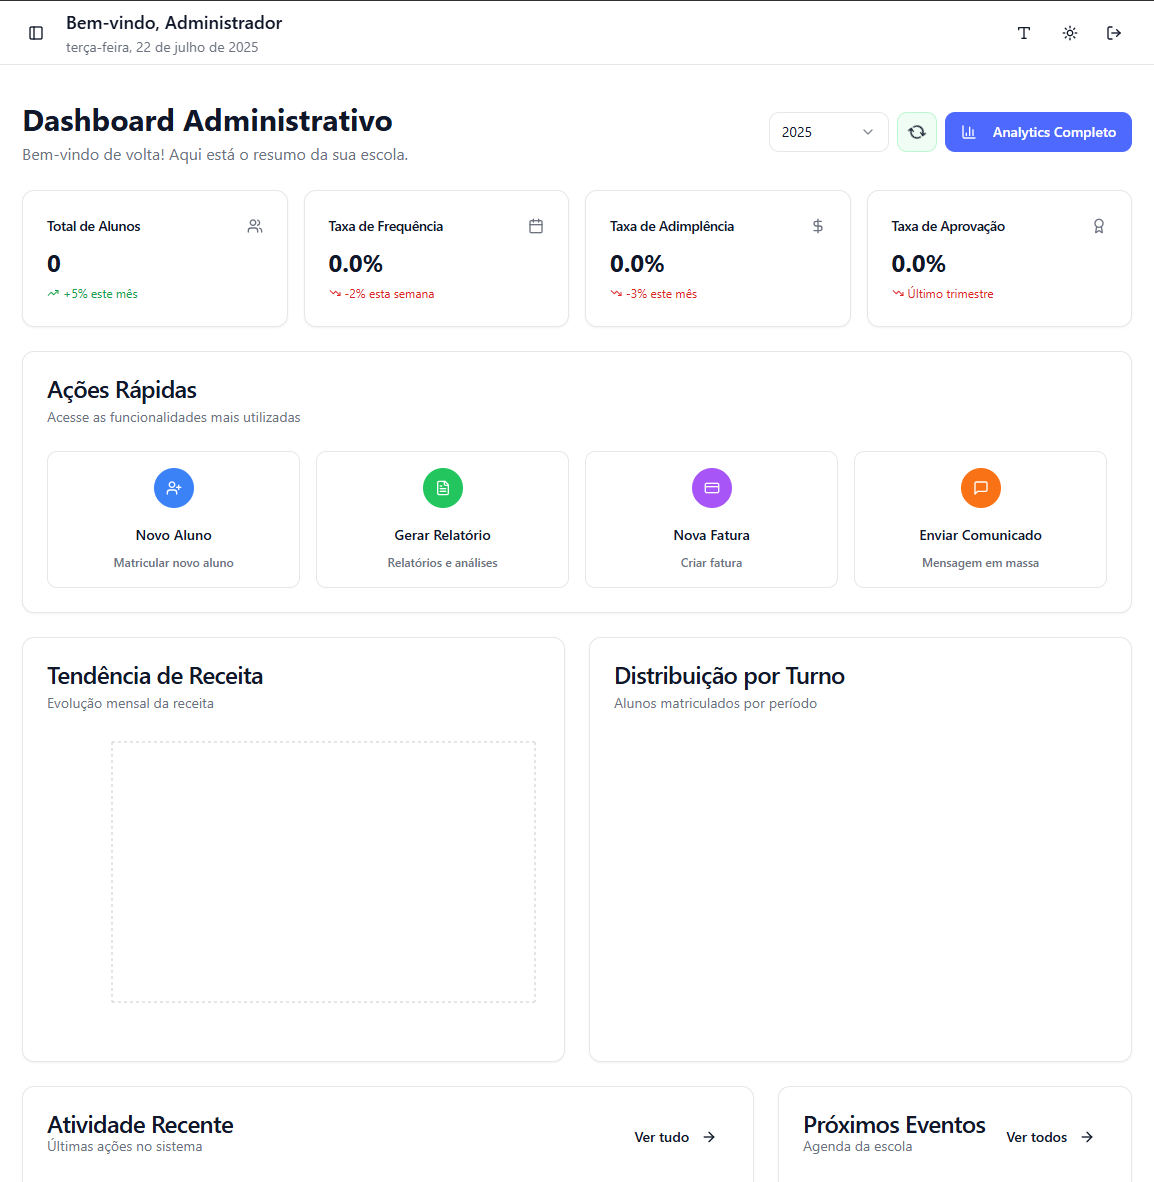 Bem-vindo, Administrador
terça-feira, 22 de julho de 2025
Dashboard Administrativo
Bem-vindo de volta! Aqui está o resumo da sua escola.
2025
Analytics Completo
Total de Alunos
0
+5% este mês
Taxa de Frequência
0.0%
-2% esta semana
Taxa de Adimplência
0.0%
-3% este mês
Taxa de Aprovação
0.0%
Último trimestre
Ações Rápidas
Acesse as funcionalidades mais utilizadas
Novo Aluno
Matricular novo aluno
Gerar Relatório
Relatórios e análises
Nova Fatura
Criar fatura
Enviar Comunicado
Mensagem em massa
Tendência de Receita
Evolução mensal da receita
Distribuição por Turno
Alunos matriculados por período
Atividade Recente
Últimas ações no sistema
Ver tudo
Próximos Eventos
Agenda da escola
Ver todos